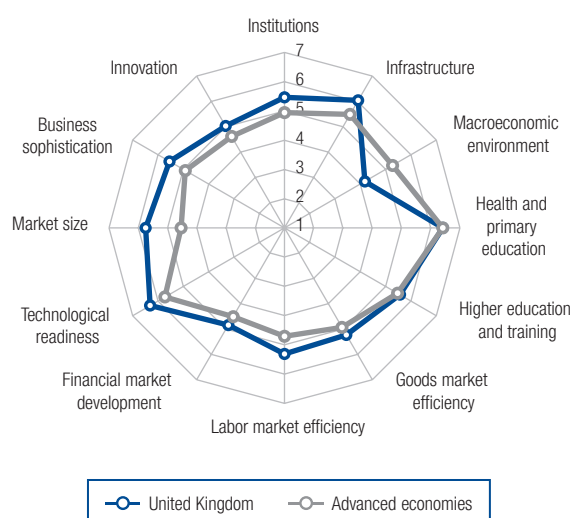 Institutions
7
6
5
4
3
2
1
Infrastructure
Macroeconomic
environment
Health and
primary
education
Higher education
and training
Goods market
efficiency
Labor market efficiency
Financial market
development
Technological
readiness
Market size
Business
sophistication
Innovation
United Kingdom
Advanced economies